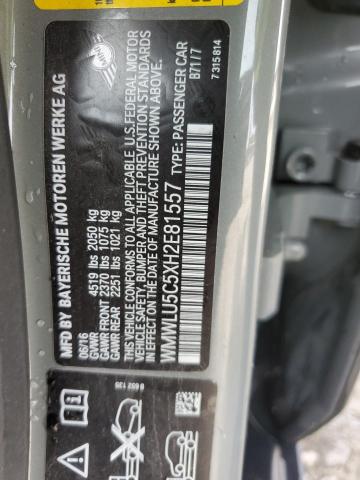 MFD BY BAYERISCHE MOTOREN WERKE AG
06/16
GVWR 4519 lbs 2050 kg
GAWR FRONT 2370 lbs 1075 kg
GAWR REAR 2251 lbs 1021 kg
THIS VEHICLE CONFORMS TO ALL APPLICABLE U.S.FEDERAL MOTOR
VEHICLE SAFETY, BUMPER, AND THEFT PREVENTION STANDARDS
IN EFFECT ON THE DATE OF MANUFACTURE SHOWN ABOVE.
WMWLU5C5XH2E81557 TYPE: PASSENGER CAR
B71/7
7 315 814
MINI